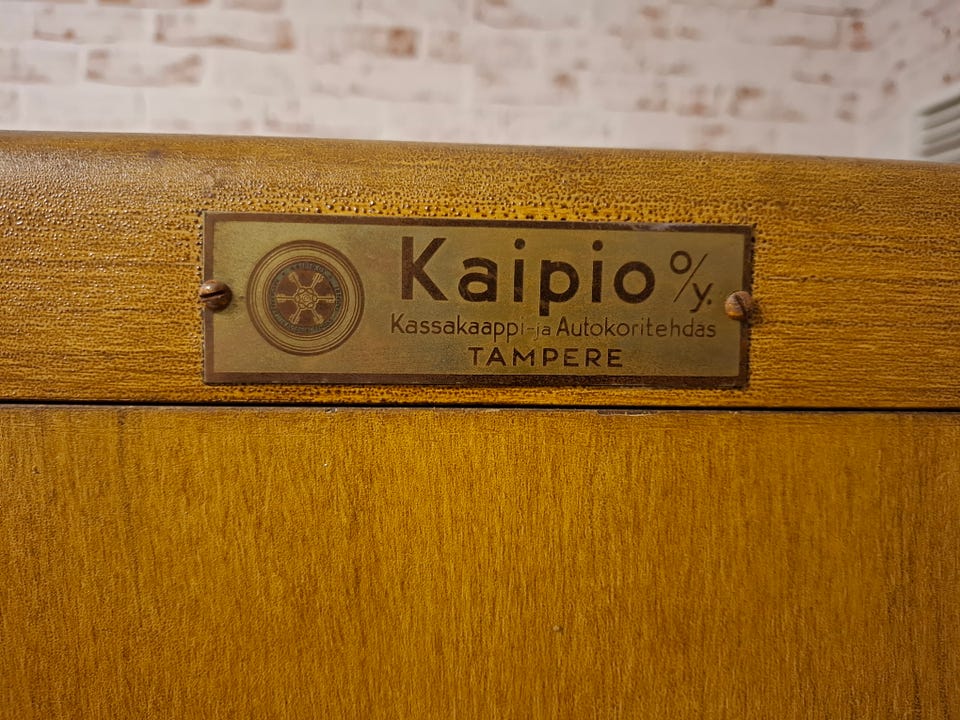 Kaipio o/y.
Kassakaappi-ja Autokoritehdas
TAMPERE